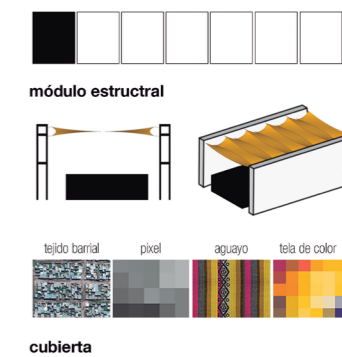 módulo estructral
tejido barrial pixel aguayo tela de color
cubierta